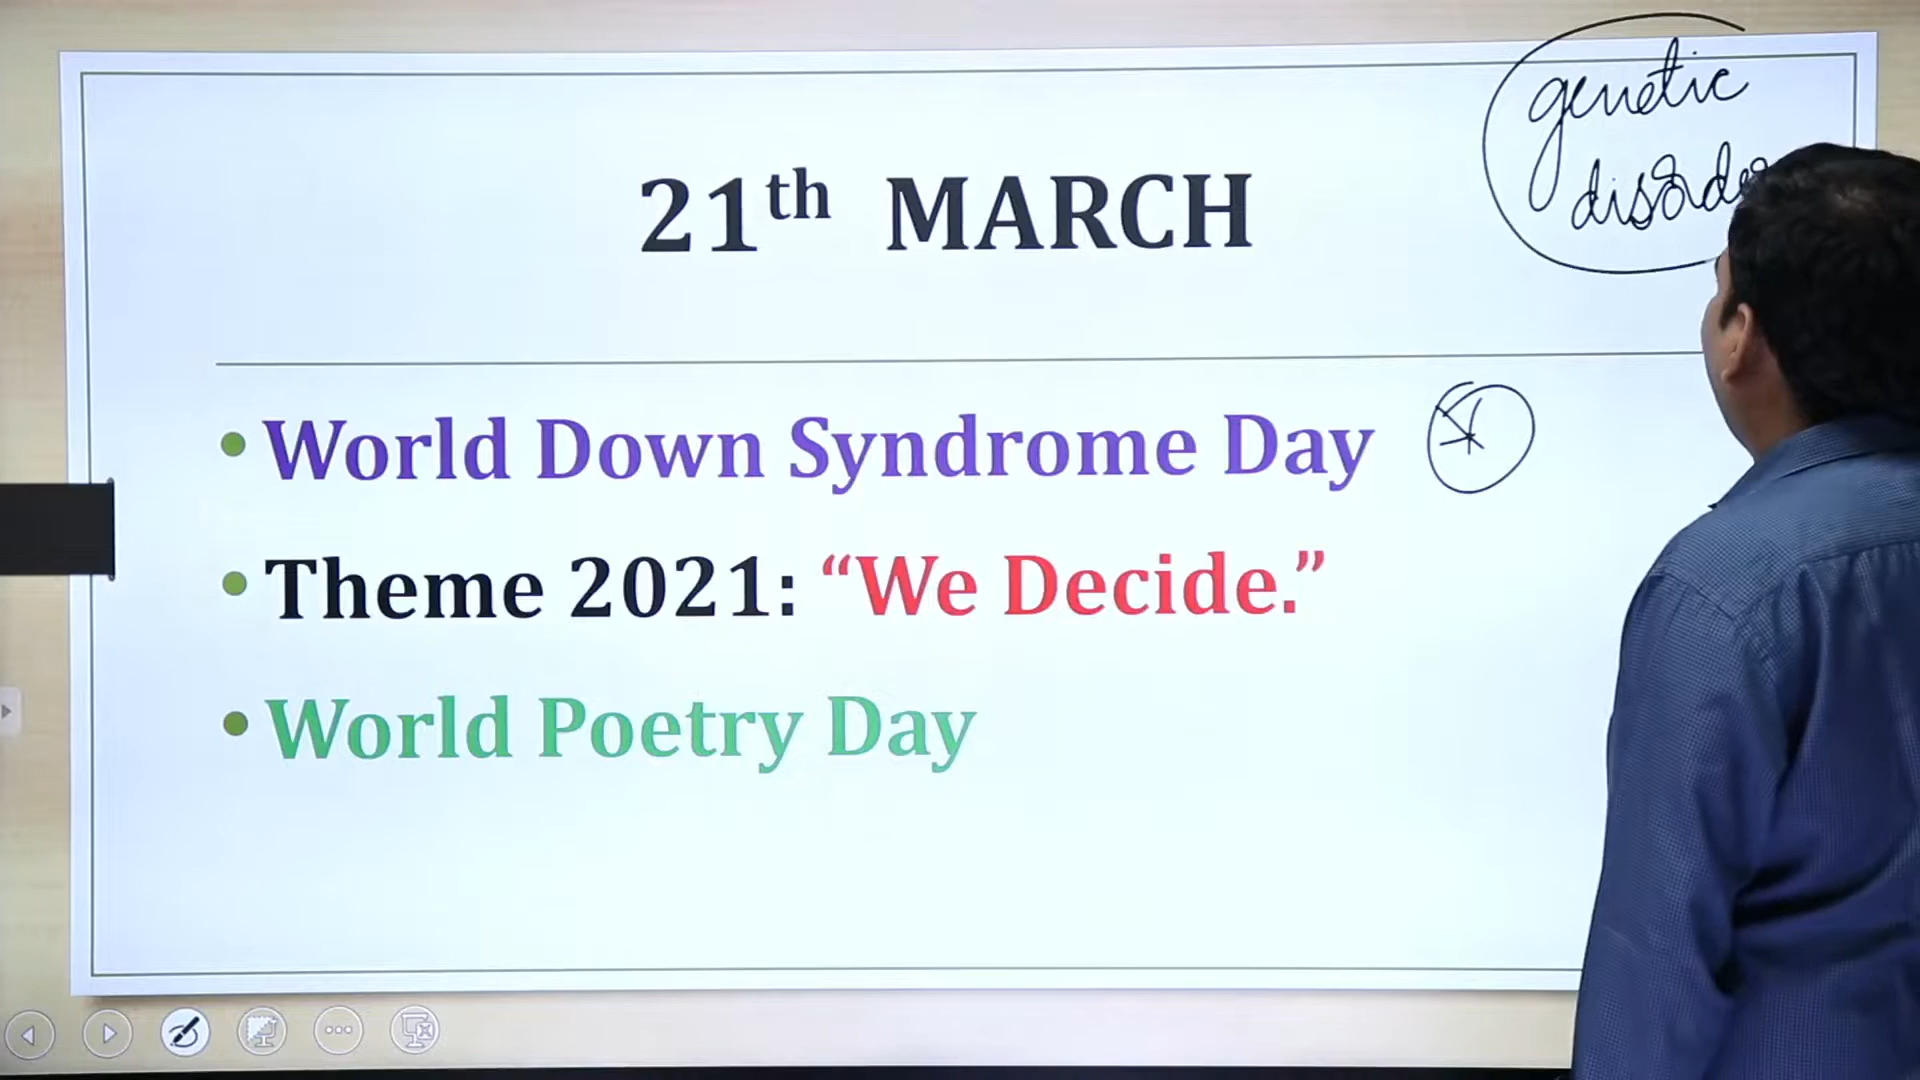 genetic
21th MARCH
• World Down Syndrome Day
• Theme 2021: “We Decide.”
• World Poetry Day